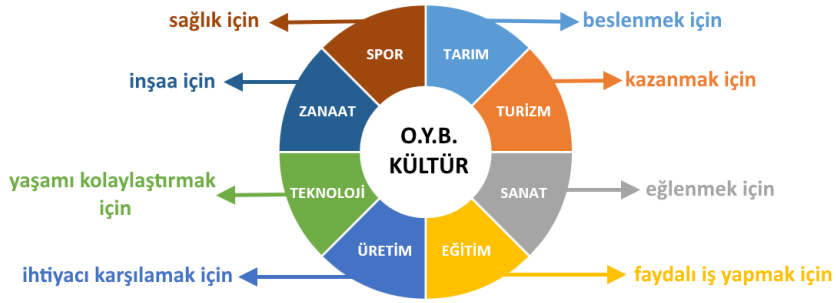 sağlık için
SPOR
TARIM
beslenmek için
inşaa için
ZANAAT
TURİZM
kazanmak için
O.Y.B.
KÜLTÜR
yaşamı kolaylaştırmak
için
TEKNOLOJİ
SANAT
eğlenmek için
ihtiyacı karşılamak için
ÜRETİM
EĞİTİM
faydalı iş yapmak için